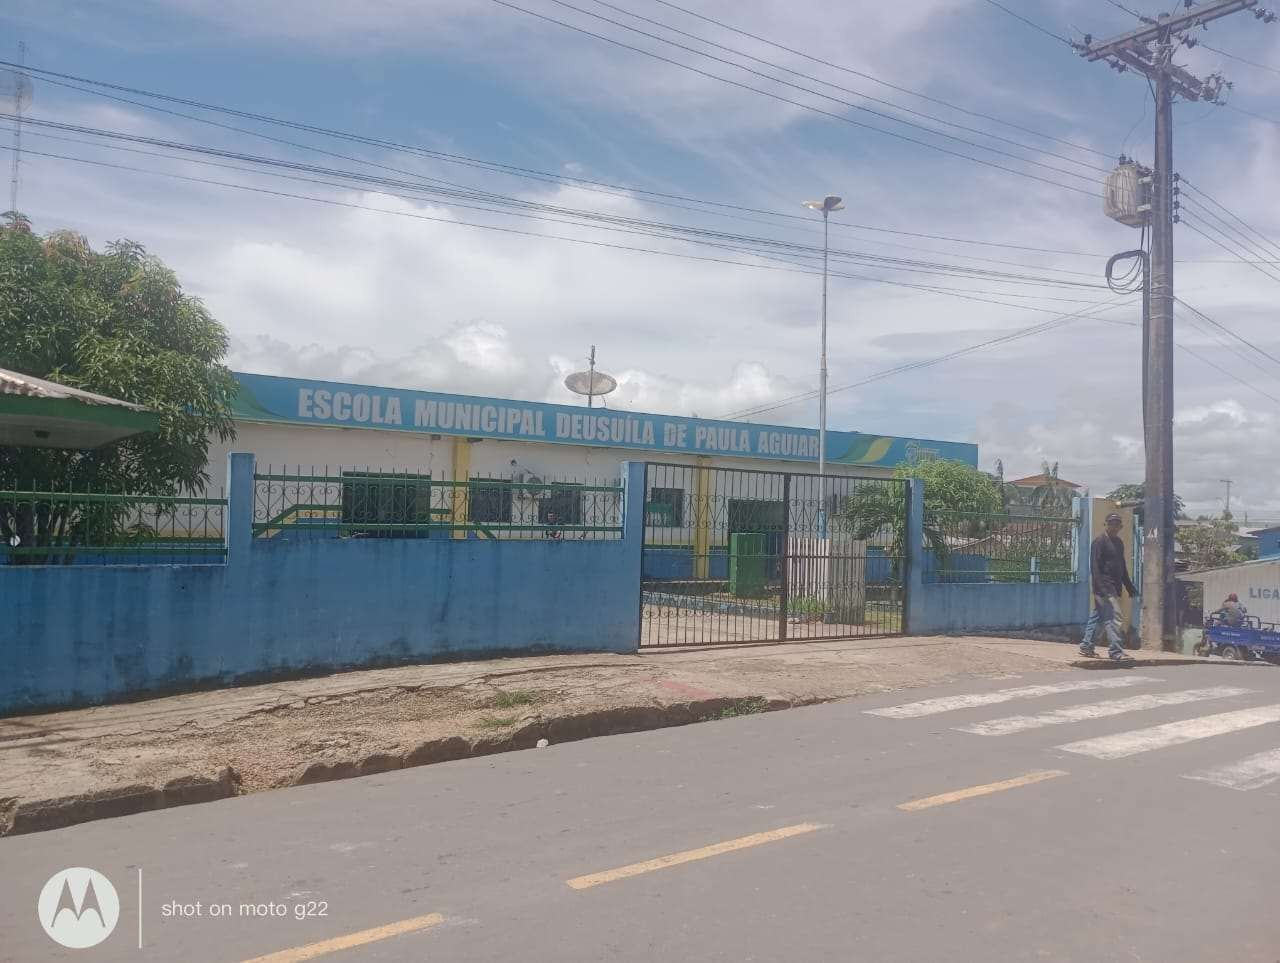 ESCOLA MUNICIPAL DEUSUÍLA DE PAULA AGUIAR
LIGA
shot on moto g22